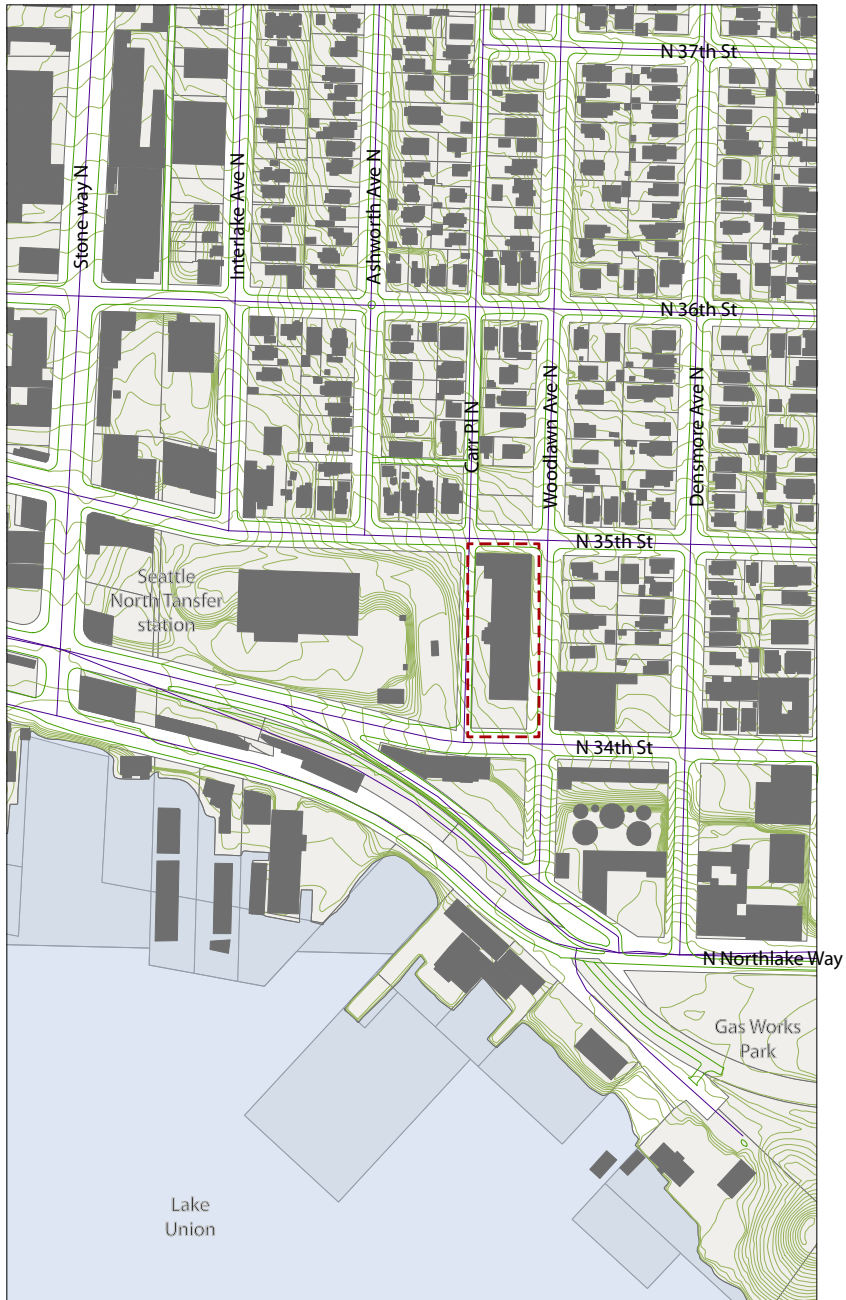 N 37th St
Stone way N
Interlake Ave N
Ashworth Ave N
N 36th St
Carr Pl N
Woodlawn Ave N
Densmore Ave N
N 35th St
Seattle
North Tansfer
station
N 34th St
N Northlake Way
Gas Works
Park
Lake
Union